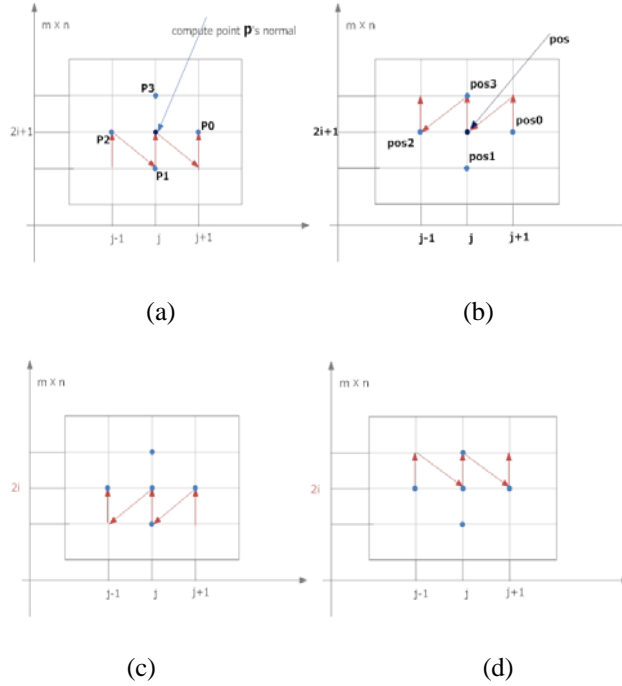 m x n
compute point P's normal
P3
2i+1
P2
P0
P1
j-1
j
j+1
(a)
m x n
pos
pos3
2i+1
pos2
pos0
pos1
j-1
j
j+1
(b)
m x n
2i
j-1
j
j+1
(c)
m x n
2i
j-1
j
j+1
(d)